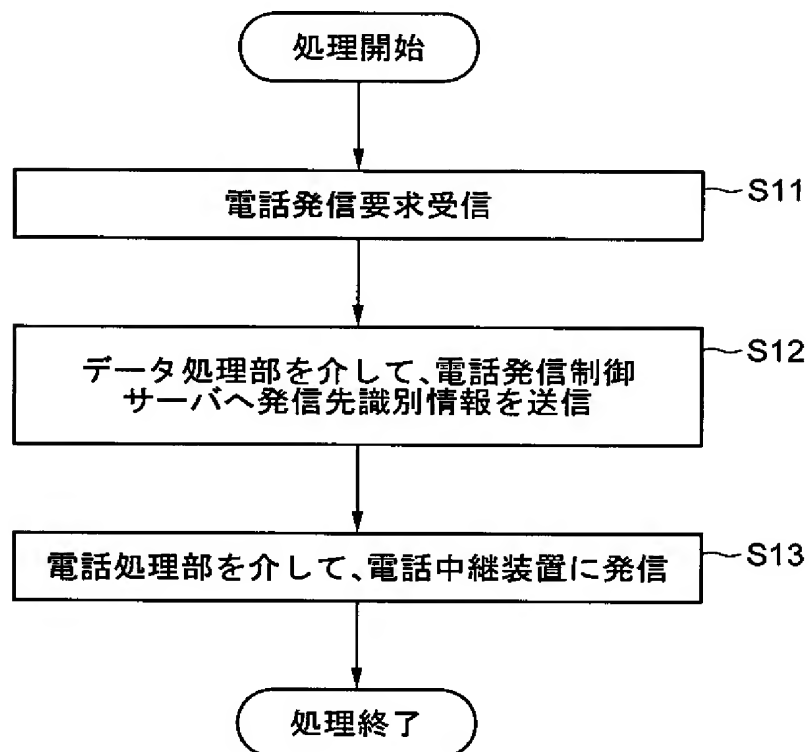 処理開始
電話発信要求受信
S11
データ処理部を介して、電話発信制御
サーバへ発信先識別情報を送信
S12
電話処理部を介して、電話中継装置に発信
S13
処理終了